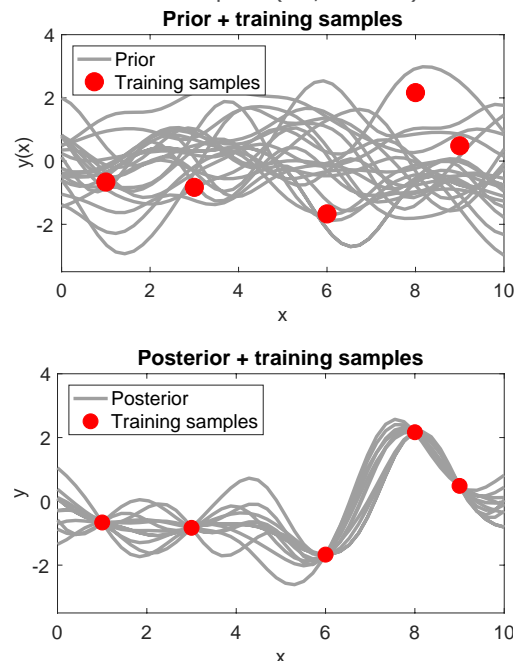 Prior + training samples
4
Prior
Training samples
2
y(x)
0
-2
0 2 4 6 8 10
x
Posterior + training samples
4
Posterior
Training samples
2
y
0
-2
0 2 4 6 8 10
x